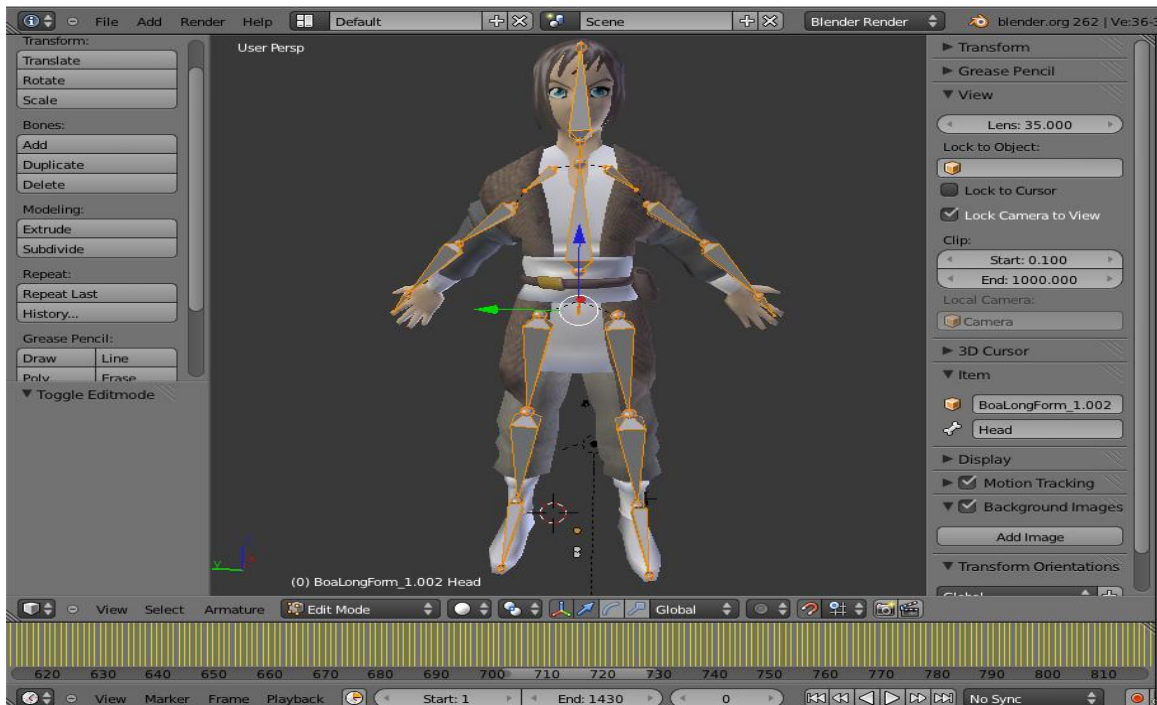 File Add Render Help Default Scene Blender Render blender.org 262 | Ve:36-3
Transform:
Translate
Rotate
Scale
Bones:
Add
Duplicate
Delete
Modeling:
Extrude
Subdivide
Repeat:
Repeat Last
History...
Grease Pencil:
Draw Line
Poly Erase
Toggle Editmode
User Persp
(0) BoaLongForm_1.002 Head
Transform
Grease Pencil
View
Lens: 35.000
Lock to Object:
Lock to Cursor
Lock Camera to View
Clip:
Start: 0.100
End: 1000.000
Local Camera:
Camera
3D Cursor
Item
BoaLongForm_1.002
Head
Display
Motion Tracking
Background Images
Add Image
Transform Orientations
Global
View Select Armature Edit Mode Global
620 630 640 650 660 670 680 690 700 710 720 730 740 750 760 770 780 790 800 810
View Marker Frame Playback Start: 1 End: 1430 0 No Sync